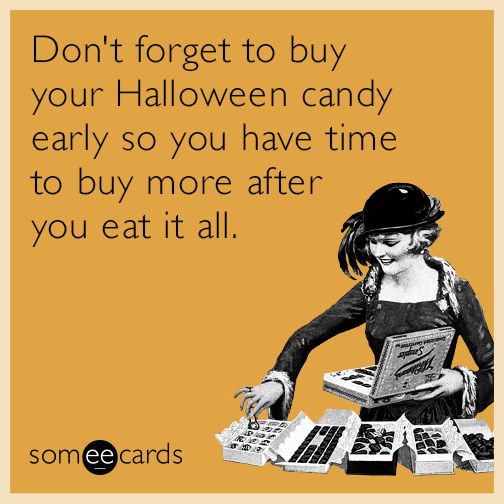 Don't forget to buy
your Halloween candy
early so you have time
to buy more after
you eat it all.
Sampler
someecards